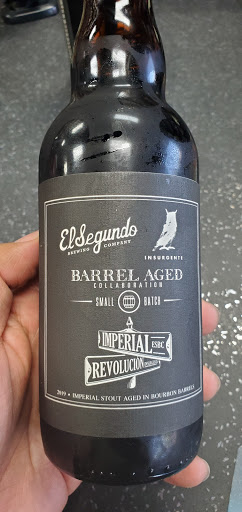 El Segundo
BREWING COMPANY
INSURGENTE
BARREL AGED
COLLABORATION
SMALL BATCH
IMPERIAL ESBC
REVOLUCION
2019 • IMPERIAL STOUT AGED IN BOURBON BARRELS